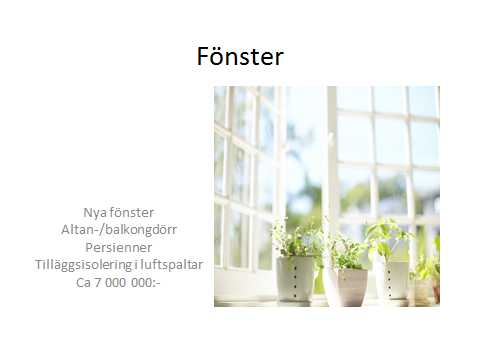 Fönster
Nya fönster
Altan-/balkongdörr
Persienner
Tilläggsisolering i luftspaltar
Ca 7 000 000:-